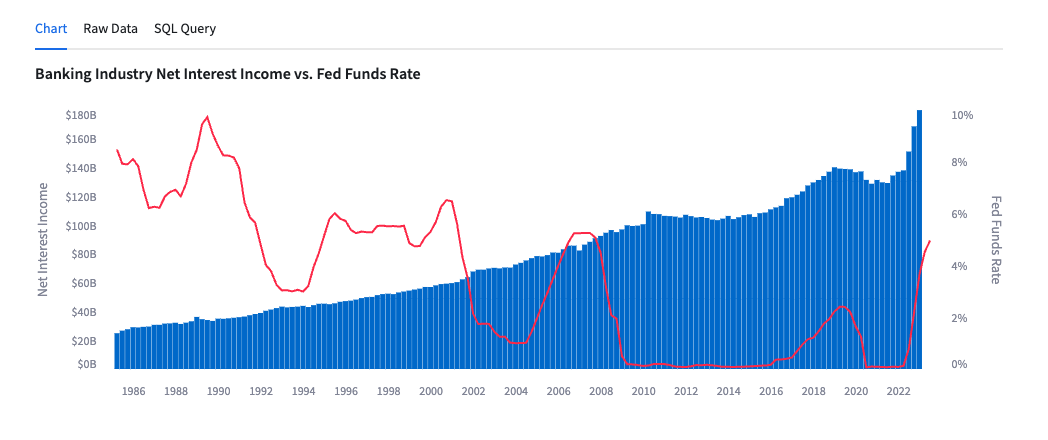 Chart Raw Data SQL Query
Banking Industry Net Interest Income vs. Fed Funds Rate
Net Interest Income
$180B
$160B
$140B
$120B
$100B
$80B
$60B
$40B
$20B
$0B
10%
8%
6%
4%
2%
0%
Fed Funds Rate
1986 1988 1990 1992 1994 1996 1998 2000 2002 2004 2006 2008 2010 2012 2014 2016 2018 2020 2022